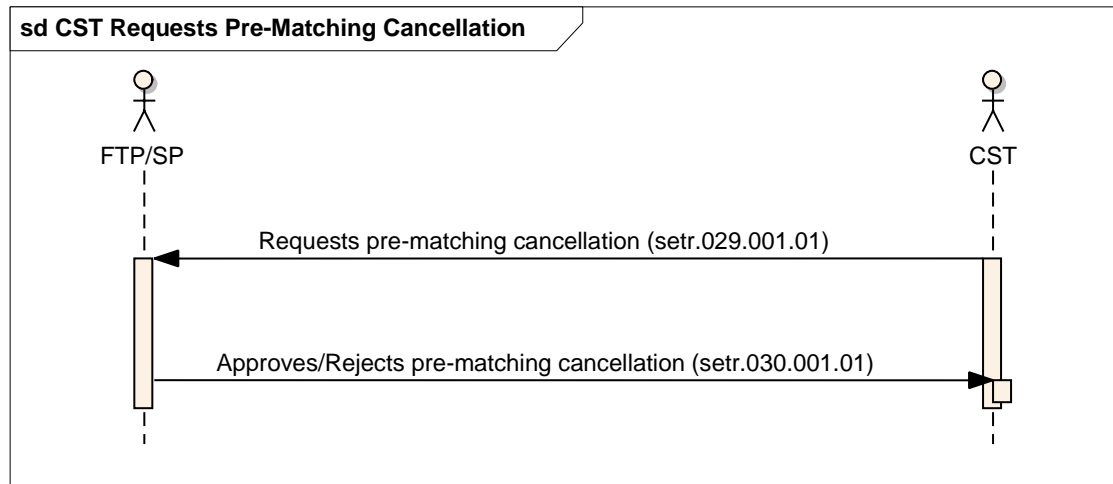 sd CST Requests Pre-Matching Cancellation
FTP/SP
CST
Requests pre-matching cancellation (setr.029.001.01)
Approves/Rejects pre-matching cancellation (setr.030.001.01)